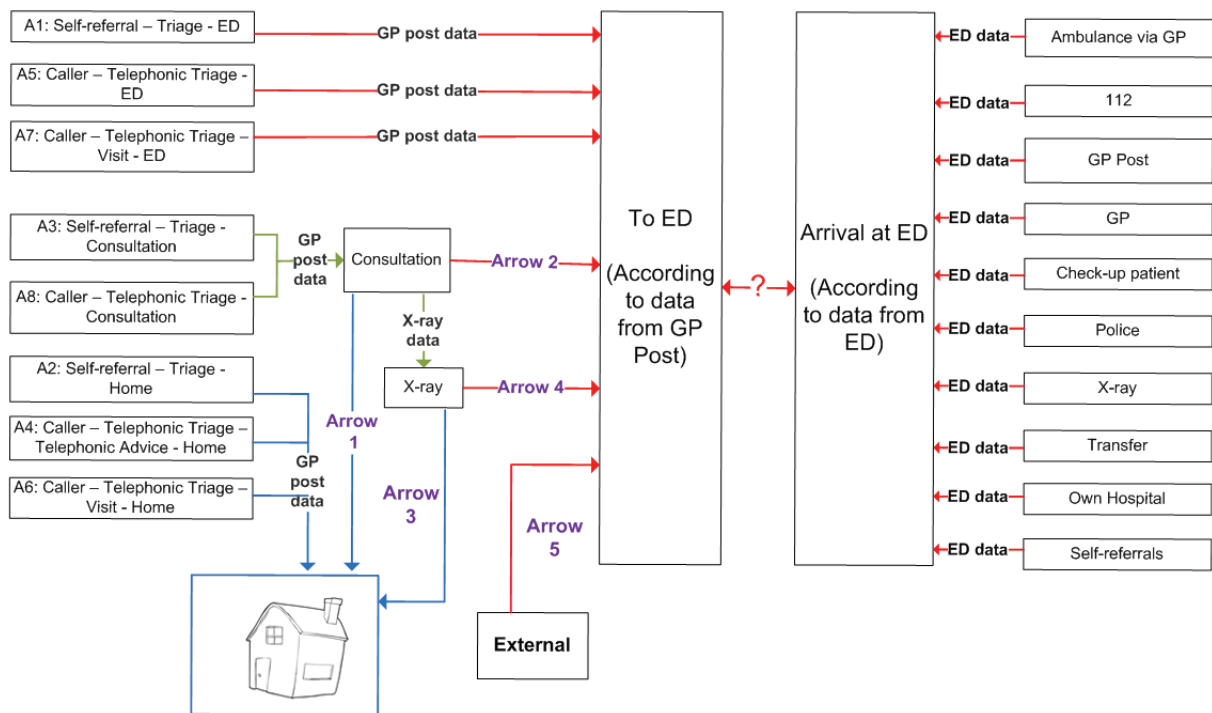 A1: Self-referral – Triage - ED
GP post data
A5: Caller – Telephonic Triage -
ED
GP post data
A7: Caller – Telephonic Triage –
Visit - ED
GP post data
A3: Self-referral – Triage -
Consultation
A8: Caller – Telephonic Triage -
Consultation
GP
post
data
Consultation
Arrow 2
X-ray
data
X-ray
Arrow 4
A2: Self-referral – Triage -
Home
A4: Caller – Telephonic Triage –
Telephonic Advice - Home
A6: Caller – Telephonic Triage –
Visit - Home
GP
post
data
Arrow
1
Arrow
3
Arrow
5
External
To ED
(According
to data
from GP
Post)
?
Arrival at ED
(According
to data from
ED)
ED data
Ambulance via GP
ED data
112
ED data
GP Post
ED data
GP
ED data
Check-up patient
ED data
Police
ED data
X-ray
ED data
Transfer
ED data
Own Hospital
ED data
Self-referrals